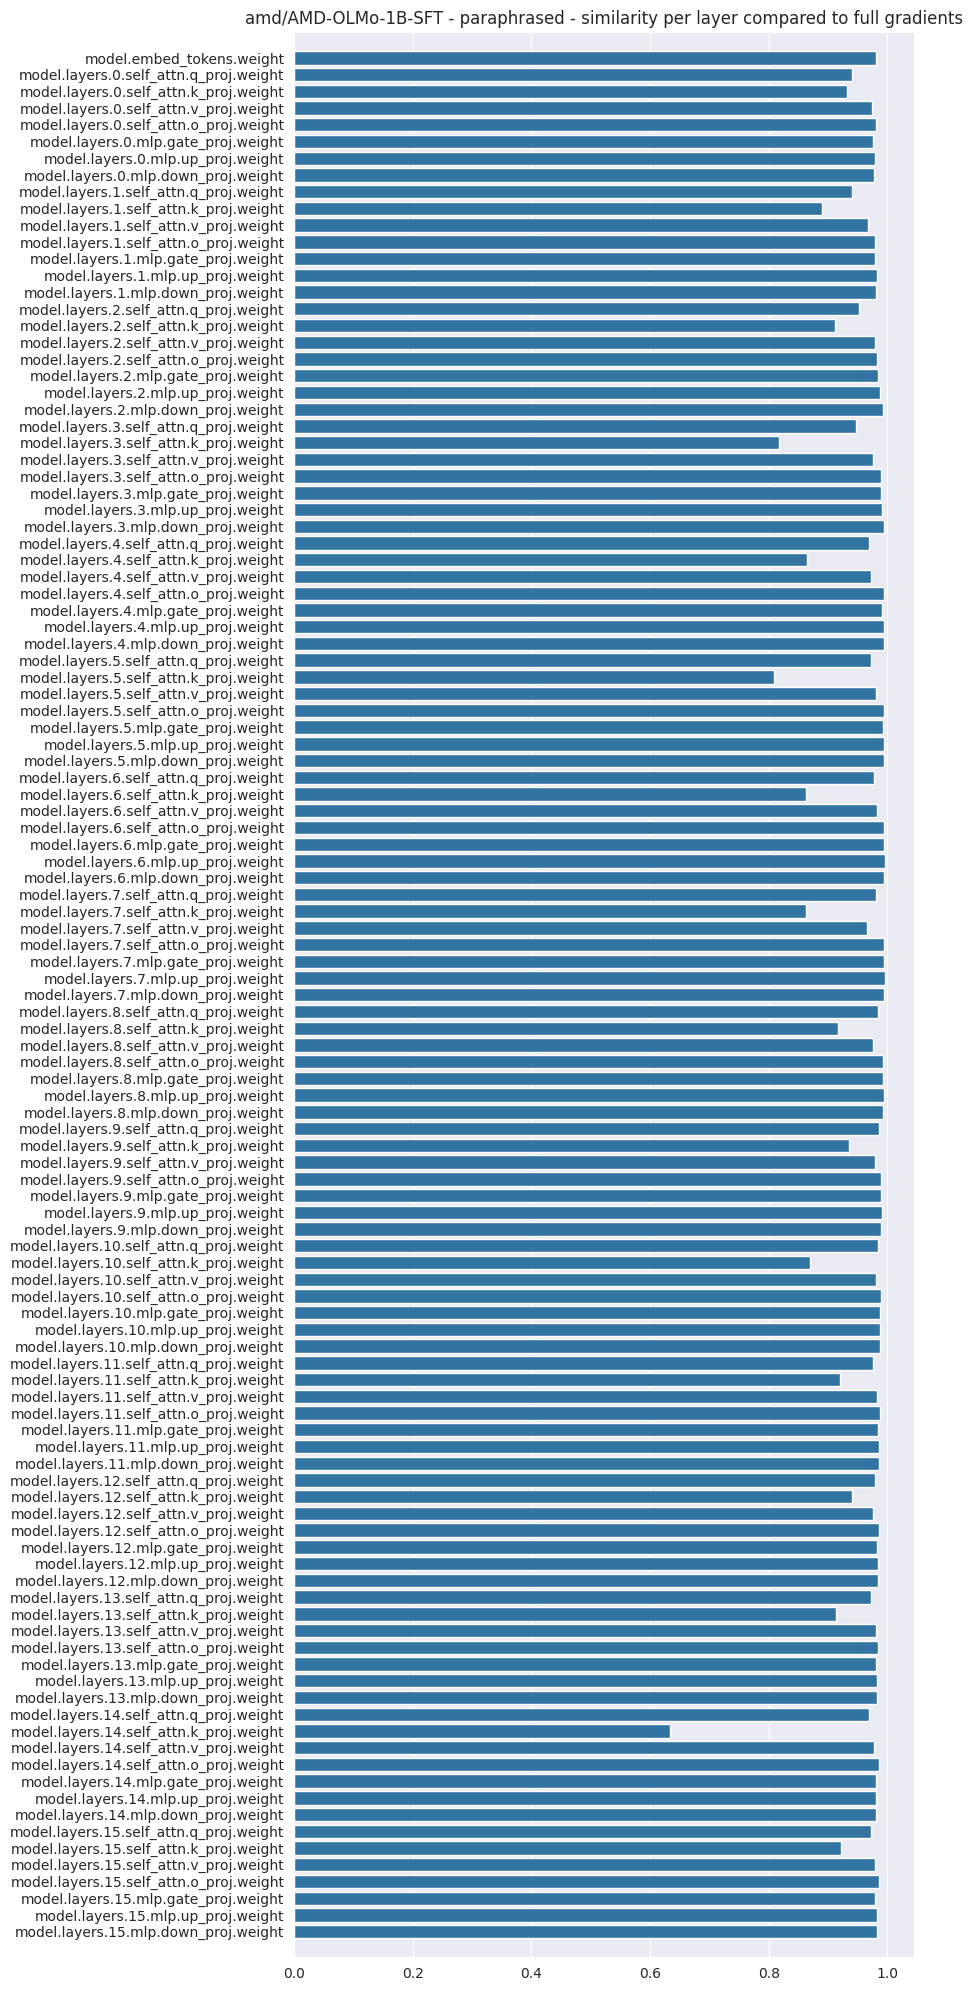 amd/AMD-OLMo-1B-SFT - paraphrased - similarity per layer compared to full gradients
model.embed_tokens.weight
model.layers.0.self_attn.q_proj.weight
model.layers.0.self_attn.k_proj.weight
model.layers.0.self_attn.v_proj.weight
model.layers.0.self_attn.o_proj.weight
model.layers.0.mlp.gate_proj.weight
model.layers.0.mlp.up_proj.weight
model.layers.0.mlp.down_proj.weight
model.layers.1.self_attn.q_proj.weight
model.layers.1.self_attn.k_proj.weight
model.layers.1.self_attn.v_proj.weight
model.layers.1.self_attn.o_proj.weight
model.layers.1.mlp.gate_proj.weight
model.layers.1.mlp.up_proj.weight
model.layers.1.mlp.down_proj.weight
model.layers.2.self_attn.q_proj.weight
model.layers.2.self_attn.k_proj.weight
model.layers.2.self_attn.v_proj.weight
model.layers.2.self_attn.o_proj.weight
model.layers.2.mlp.gate_proj.weight
model.layers.2.mlp.up_proj.weight
model.layers.2.mlp.down_proj.weight
model.layers.3.self_attn.q_proj.weight
model.layers.3.self_attn.k_proj.weight
model.layers.3.self_attn.v_proj.weight
model.layers.3.self_attn.o_proj.weight
model.layers.3.mlp.gate_proj.weight
model.layers.3.mlp.up_proj.weight
model.layers.3.mlp.down_proj.weight
model.layers.4.self_attn.q_proj.weight
model.layers.4.self_attn.k_proj.weight
model.layers.4.self_attn.v_proj.weight
model.layers.4.self_attn.o_proj.weight
model.layers.4.mlp.gate_proj.weight
model.layers.4.mlp.up_proj.weight
model.layers.4.mlp.down_proj.weight
model.layers.5.self_attn.q_proj.weight
model.layers.5.self_attn.k_proj.weight
model.layers.5.self_attn.v_proj.weight
model.layers.5.self_attn.o_proj.weight
model.layers.5.mlp.gate_proj.weight
model.layers.5.mlp.up_proj.weight
model.layers.5.mlp.down_proj.weight
model.layers.6.self_attn.q_proj.weight
model.layers.6.self_attn.k_proj.weight
model.layers.6.self_attn.v_proj.weight
model.layers.6.self_attn.o_proj.weight
model.layers.6.mlp.gate_proj.weight
model.layers.6.mlp.up_proj.weight
model.layers.6.mlp.down_proj.weight
model.layers.7.self_attn.q_proj.weight
model.layers.7.self_attn.k_proj.weight
model.layers.7.self_attn.v_proj.weight
model.layers.7.self_attn.o_proj.weight
model.layers.7.mlp.gate_proj.weight
model.layers.7.mlp.up_proj.weight
model.layers.7.mlp.down_proj.weight
model.layers.8.self_attn.q_proj.weight
model.layers.8.self_attn.k_proj.weight
model.layers.8.self_attn.v_proj.weight
model.layers.8.self_attn.o_proj.weight
model.layers.8.mlp.gate_proj.weight
model.layers.8.mlp.up_proj.weight
model.layers.8.mlp.down_proj.weight
model.layers.9.self_attn.q_proj.weight
model.layers.9.self_attn.k_proj.weight
model.layers.9.self_attn.v_proj.weight
model.layers.9.self_attn.o_proj.weight
model.layers.9.mlp.gate_proj.weight
model.layers.9.mlp.up_proj.weight
model.layers.9.mlp.down_proj.weight
model.layers.10.self_attn.q_proj.weight
model.layers.10.self_attn.k_proj.weight
model.layers.10.self_attn.v_proj.weight
model.layers.10.self_attn.o_proj.weight
model.layers.10.mlp.gate_proj.weight
model.layers.10.mlp.up_proj.weight
model.layers.10.mlp.down_proj.weight
model.layers.11.self_attn.q_proj.weight
model.layers.11.self_attn.k_proj.weight
model.layers.11.self_attn.v_proj.weight
model.layers.11.self_attn.o_proj.weight
model.layers.11.mlp.gate_proj.weight
model.layers.11.mlp.up_proj.weight
model.layers.11.mlp.down_proj.weight
model.layers.12.self_attn.q_proj.weight
model.layers.12.self_attn.k_proj.weight
model.layers.12.self_attn.v_proj.weight
model.layers.12.self_attn.o_proj.weight
model.layers.12.mlp.gate_proj.weight
model.layers.12.mlp.up_proj.weight
model.layers.12.mlp.down_proj.weight
model.layers.13.self_attn.q_proj.weight
model.layers.13.self_attn.k_proj.weight
model.layers.13.self_attn.v_proj.weight
model.layers.13.self_attn.o_proj.weight
model.layers.13.mlp.gate_proj.weight
model.layers.13.mlp.up_proj.weight
model.layers.13.mlp.down_proj.weight
model.layers.14.self_attn.q_proj.weight
model.layers.14.self_attn.k_proj.weight
model.layers.14.self_attn.v_proj.weight
model.layers.14.self_attn.o_proj.weight
model.layers.14.mlp.gate_proj.weight
model.layers.14.mlp.up_proj.weight
model.layers.14.mlp.down_proj.weight
model.layers.15.self_attn.q_proj.weight
model.layers.15.self_attn.k_proj.weight
model.layers.15.self_attn.v_proj.weight
model.layers.15.self_attn.o_proj.weight
model.layers.15.mlp.gate_proj.weight
model.layers.15.mlp.up_proj.weight
model.layers.15.mlp.down_proj.weight
0.0 0.2 0.4 0.6 0.8 1.0